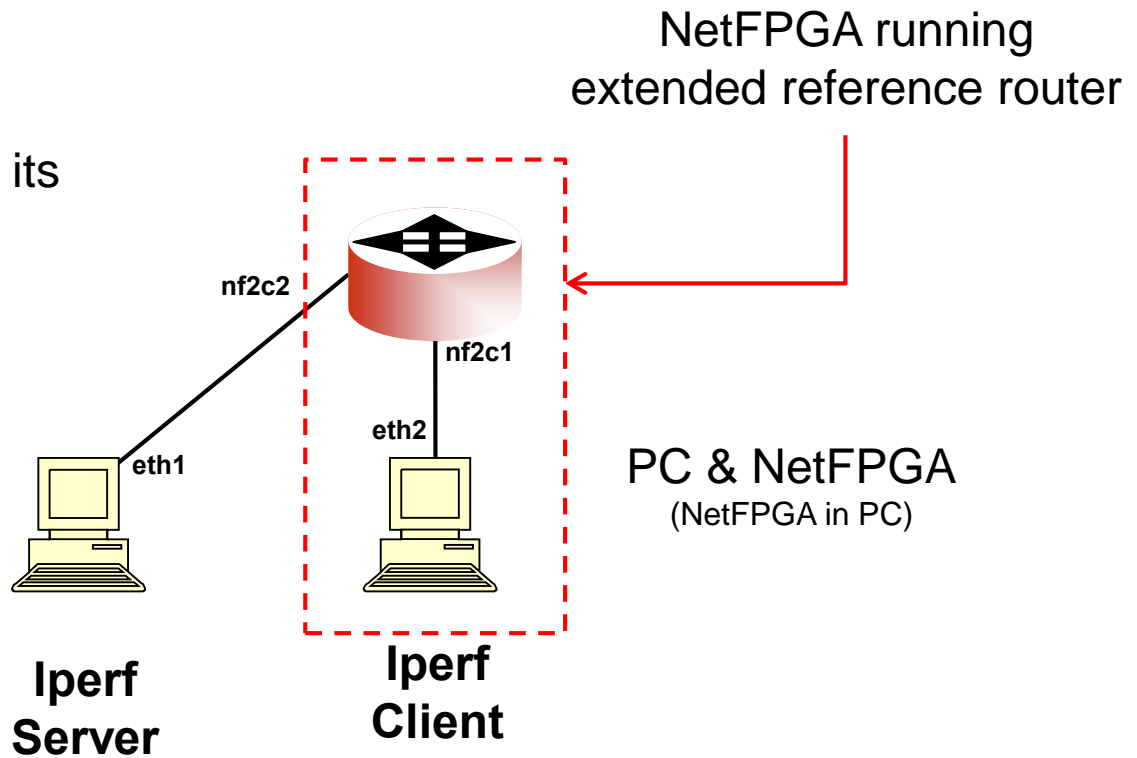 NetFPGA running
extended reference router
its
nf2c2
nf2c1
eth2
eth1
PC & NetFPGA
(NetFPGA in PC)
Iperf
Server
Iperf
Client